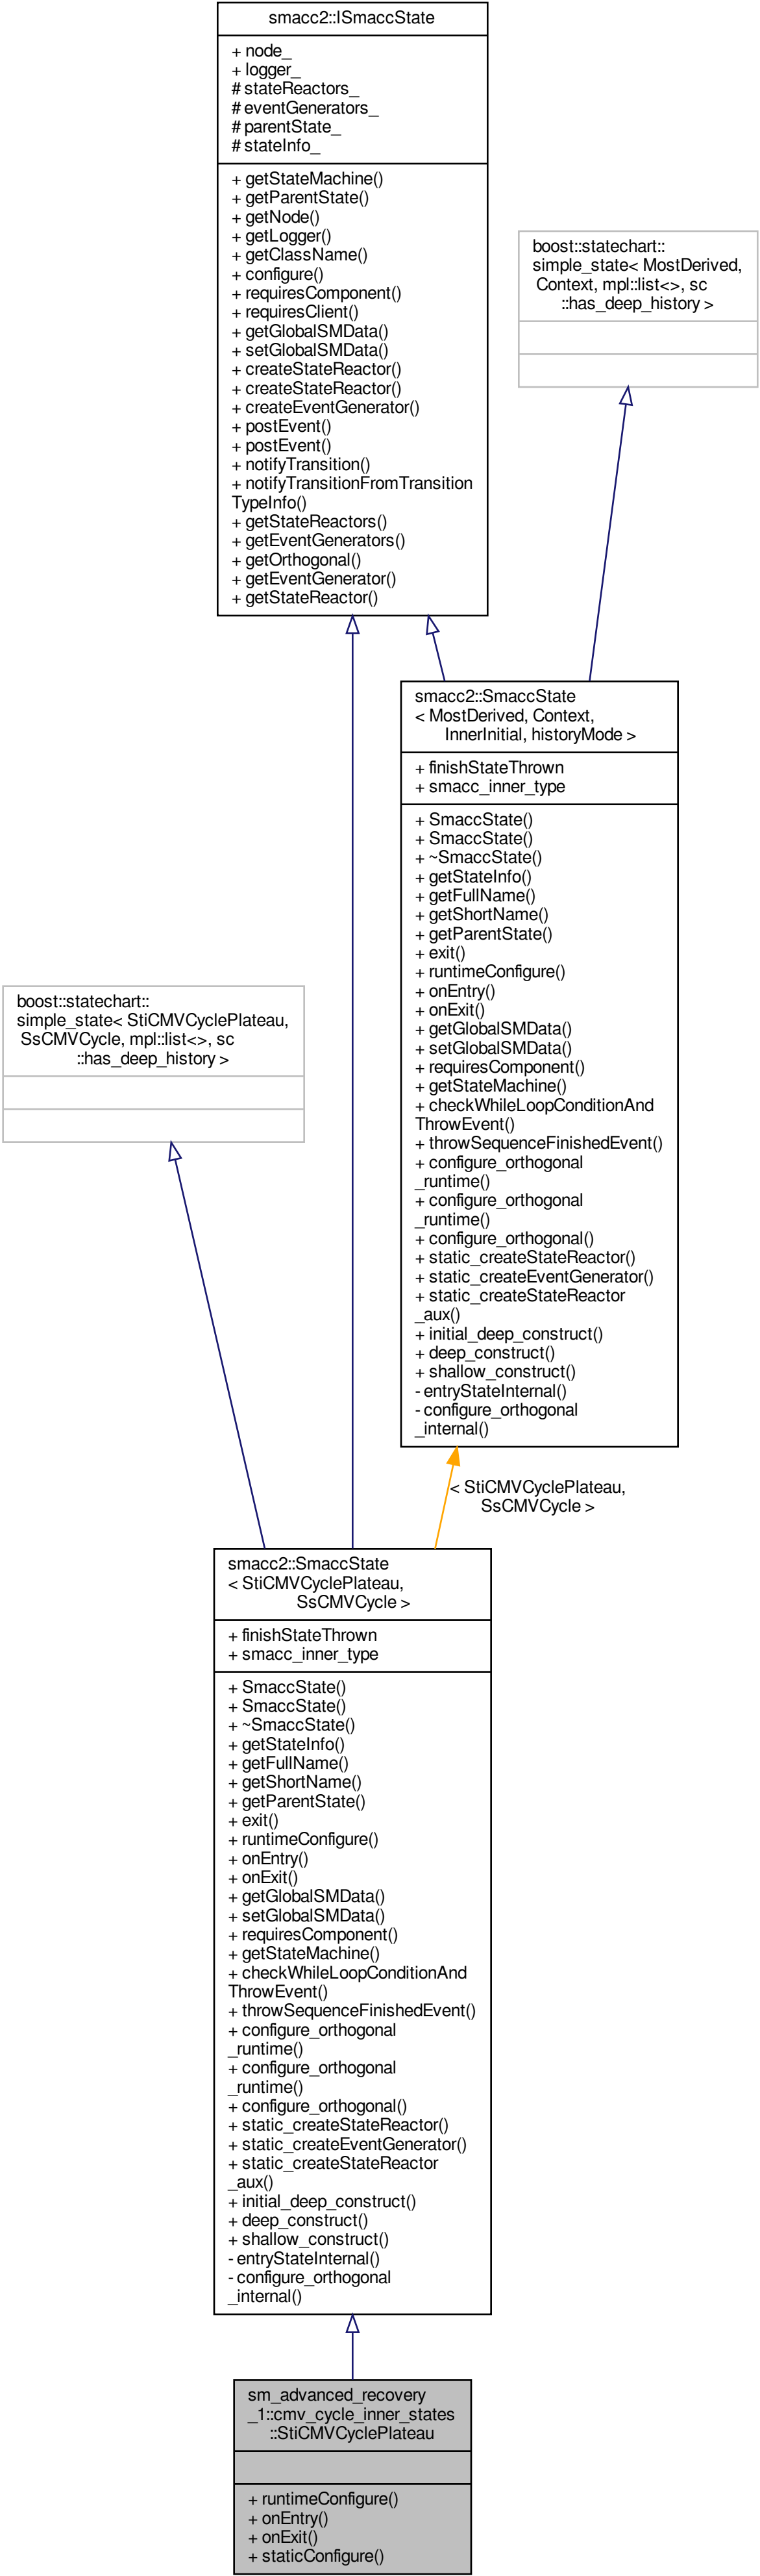 smacc2::ISmaccState
+ node_
+ logger_
# stateReactors_
# eventGenerators_
# parentState_
# stateInfo_
+ getStateMachine()
+ getParentState()
+ getNode()
+ getLogger()
+ getClassName()
+ configure()
+ requiresComponent()
+ requiresClient()
+ getGlobalSMData()
+ setGlobalSMData()
+ createStateReactor()
+ createStateReactor()
+ createEventGenerator()
+ postEvent()
+ postEvent()
+ notifyTransition()
+ notifyTransitionFromTransition
TypeInfo()
+ getStateReactors()
+ getEventGenerators()
+ getOrthogonal()
+ getEventGenerator()
+ getStateReactor()
boost::statechart::
simple_state< MostDerived,
Context, mpl::list<>, sc
::has_deep_history >
smacc2::SmaccState
< MostDerived, Context,
InnerInitial, historyMode >
+ finishStateThrown
+ smacc_inner_type
+ SmaccState()
+ SmaccState()
+ ~SmaccState()
+ getStateInfo()
+ getFullName()
+ getShortName()
+ getParentState()
+ exit()
+ runtimeConfigure()
+ onEntry()
+ onExit()
+ getGlobalSMData()
+ setGlobalSMData()
+ requiresComponent()
+ getStateMachine()
+ checkWhileLoopConditionAnd
ThrowEvent()
+ throwSequenceFinishedEvent()
+ configure_orthogonal
_runtime()
+ configure_orthogonal
_runtime()
+ configure_orthogonal()
+ static_createStateReactor()
+ static_createEventGenerator()
+ static_createStateReactor
_aux()
+ initial_deep_construct()
+ deep_construct()
+ shallow_construct()
- entryStateInternal()
- configure_orthogonal
_internal()
boost::statechart::
simple_state< StiCMVCyclePlateau,
SsCMVCycle, mpl::list<>, sc
::has_deep_history >
< StiCMVCyclePlateau,
SsCMVCycle >
smacc2::SmaccState
< StiCMVCyclePlateau,
SsCMVCycle >
+ finishStateThrown
+ smacc_inner_type
+ SmaccState()
+ SmaccState()
+ ~SmaccState()
+ getStateInfo()
+ getFullName()
+ getShortName()
+ getParentState()
+ exit()
+ runtimeConfigure()
+ onEntry()
+ onExit()
+ getGlobalSMData()
+ setGlobalSMData()
+ requiresComponent()
+ getStateMachine()
+ checkWhileLoopConditionAnd
ThrowEvent()
+ throwSequenceFinishedEvent()
+ configure_orthogonal
_runtime()
+ configure_orthogonal
_runtime()
+ configure_orthogonal()
+ static_createStateReactor()
+ static_createEventGenerator()
+ static_createStateReactor
_aux()
+ initial_deep_construct()
+ deep_construct()
+ shallow_construct()
- entryStateInternal()
- configure_orthogonal
_internal()
sm_advanced_recovery
_1::cmv_cycle_inner_states
::StiCMVCyclePlateau
+ runtimeConfigure()
+ onEntry()
+ onExit()
+ staticConfigure()